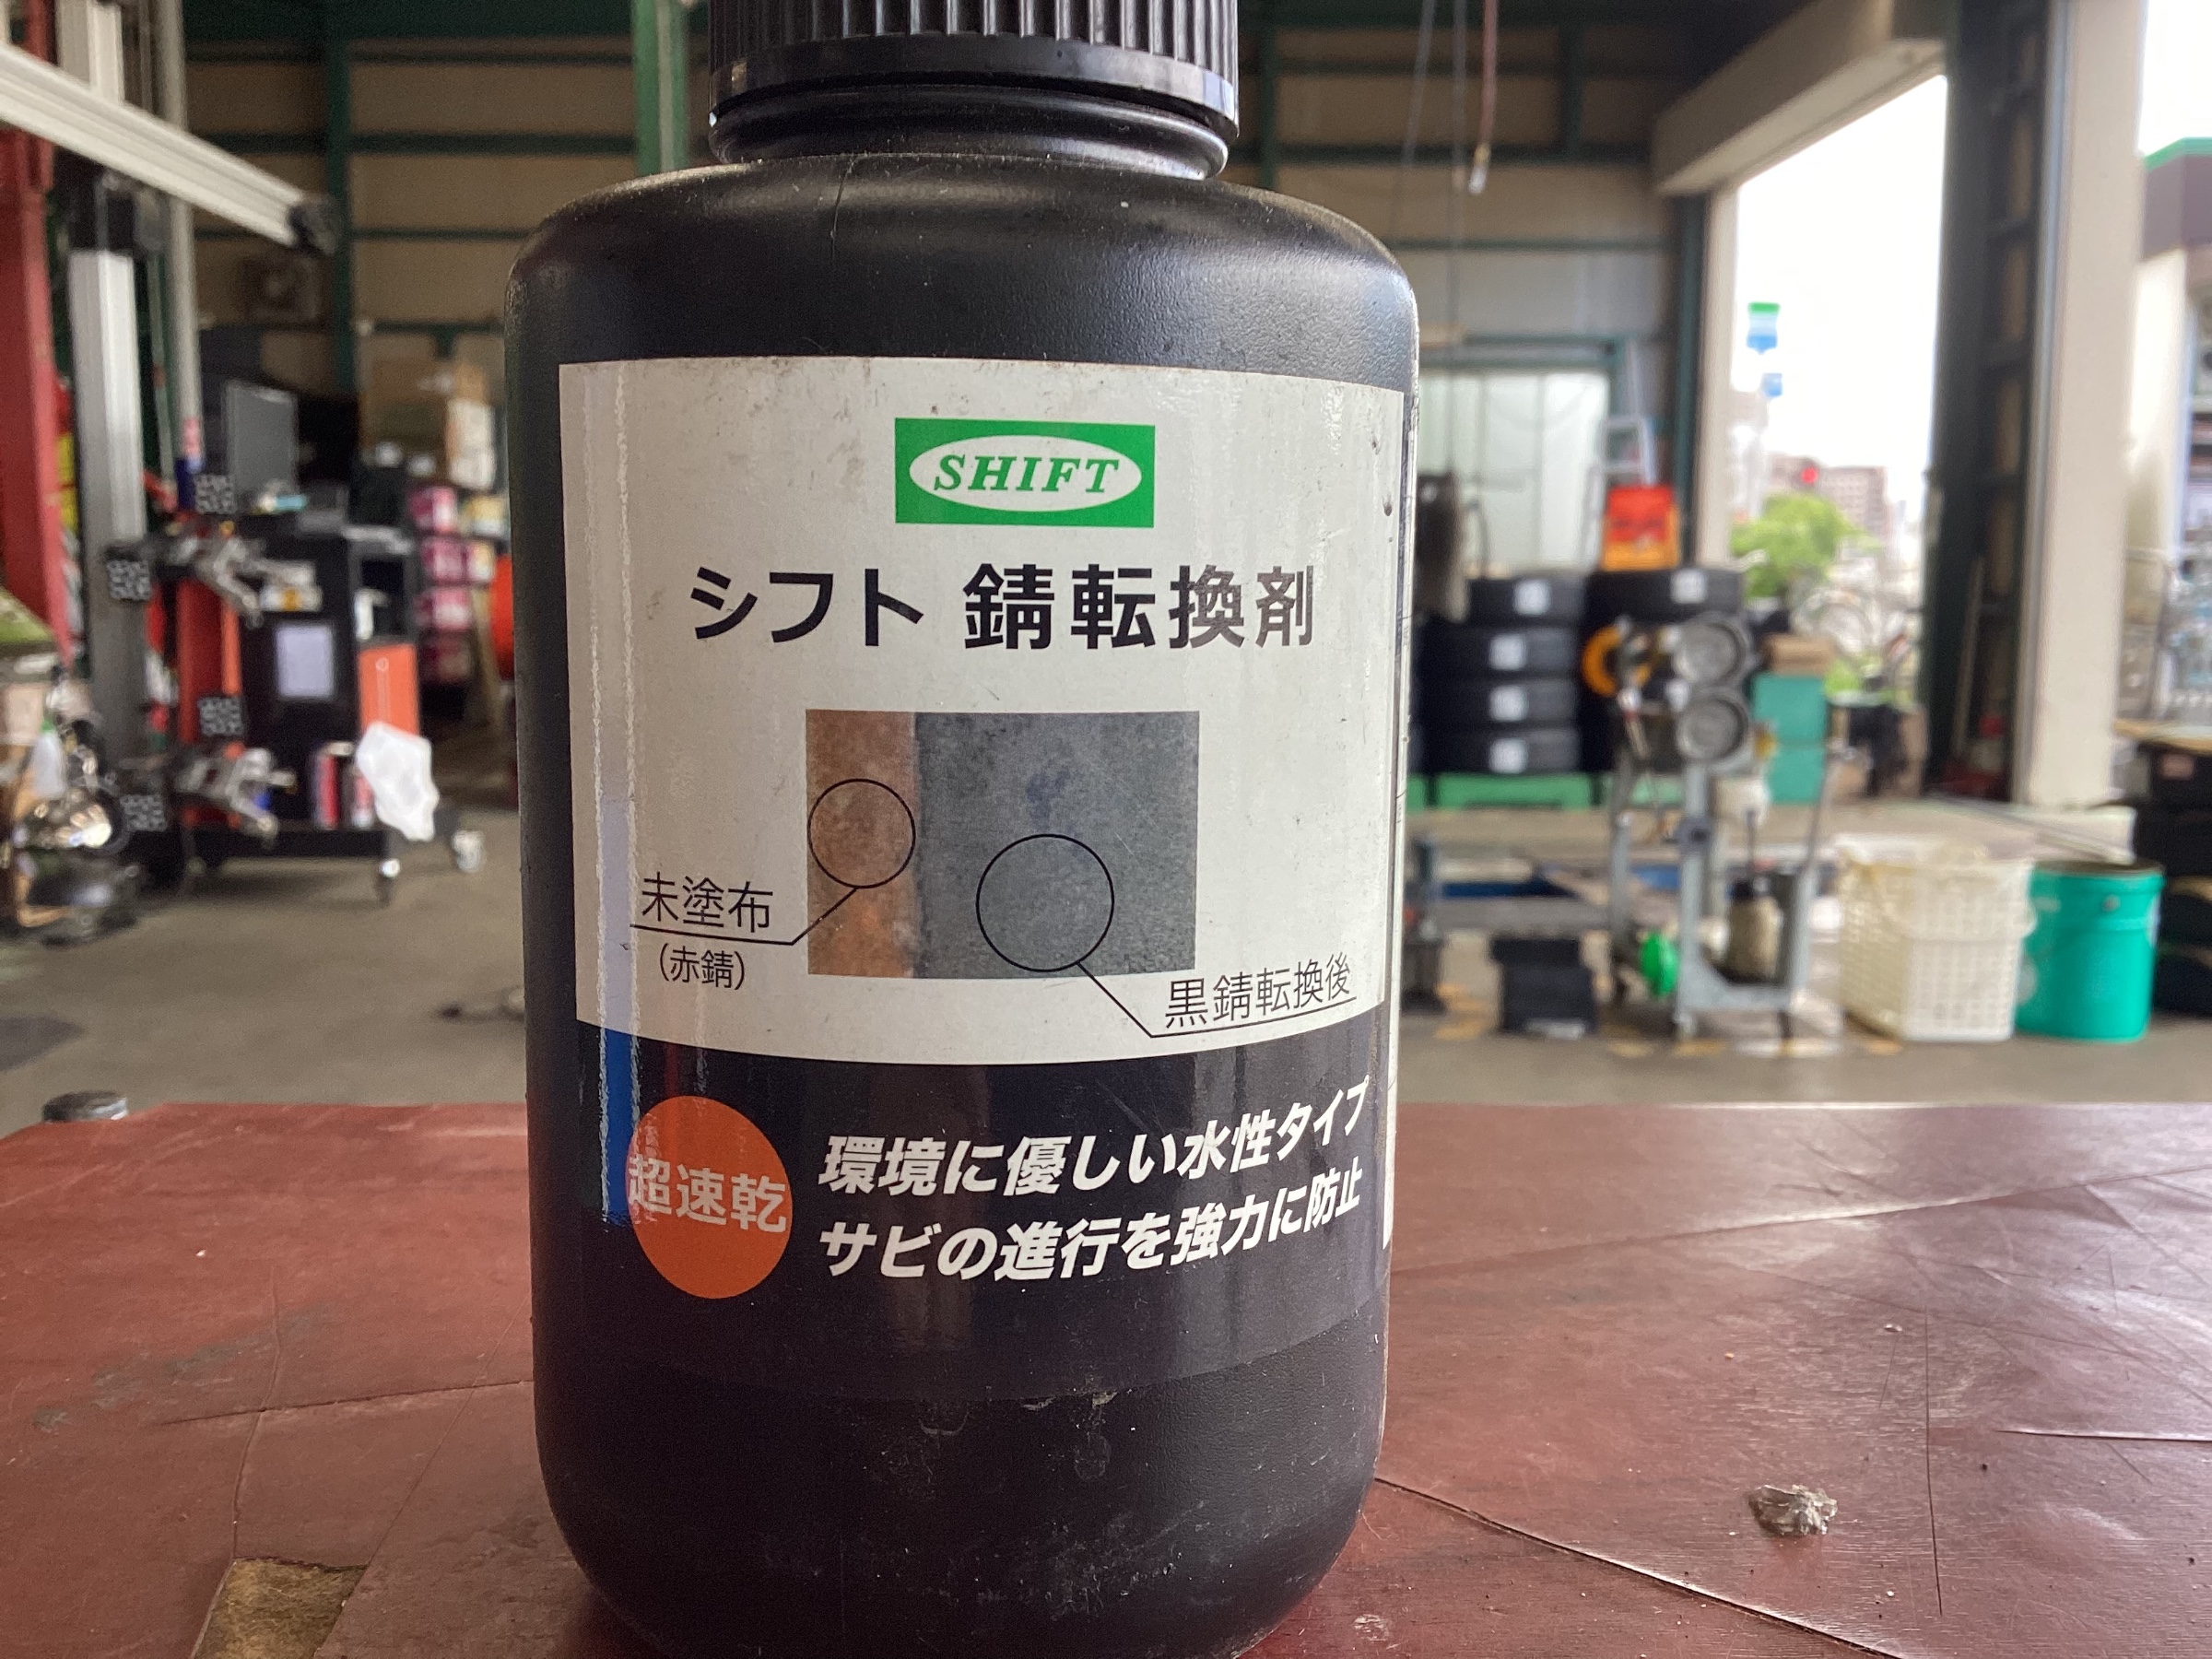 SHIFT
シフト 錆転換剤
未塗布
(赤錆)
黒錆転換後
超速乾
環境に優しい水性タイプ
サビの進行を強力に防止